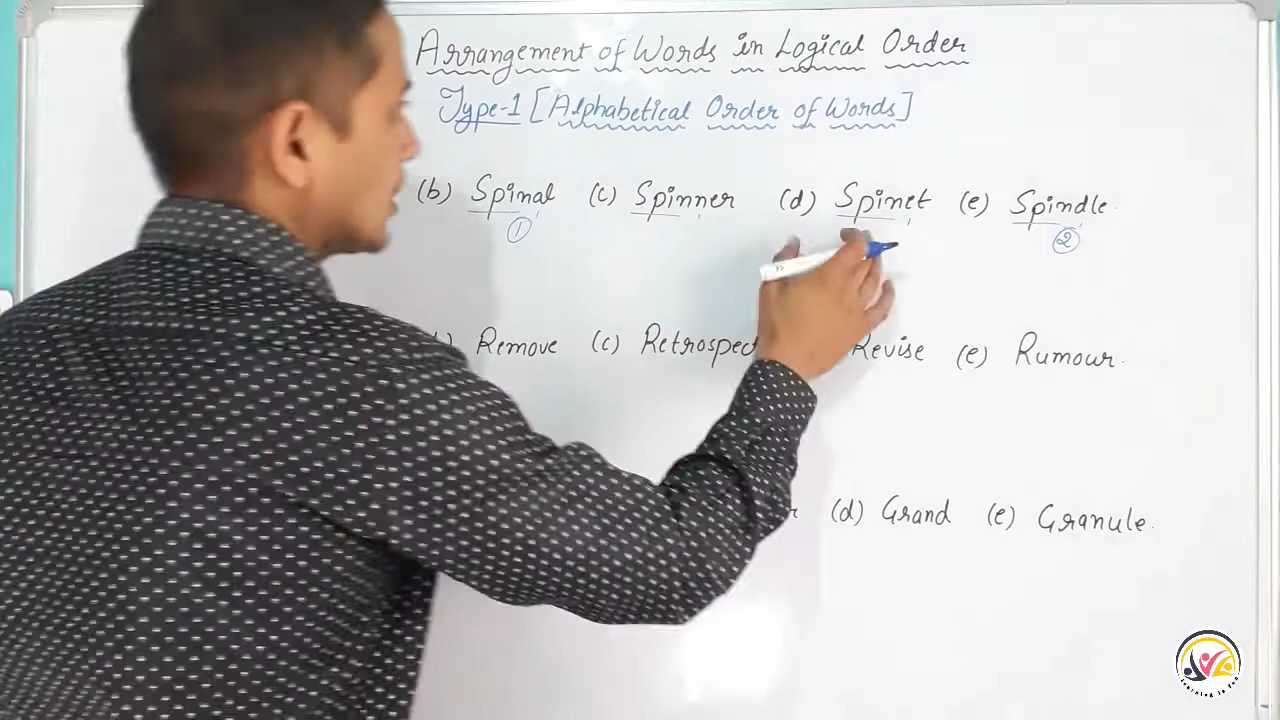 Arrangement of Words in Logical Order
Type-1 [Alphabetical Order of Words]
(b) Spinal (c) Spinner (d) Spinet (e) Spindle.
1 2
Remove (c) Retrospect Revise (e) Rumour.
(d) Grand (e) Granule.